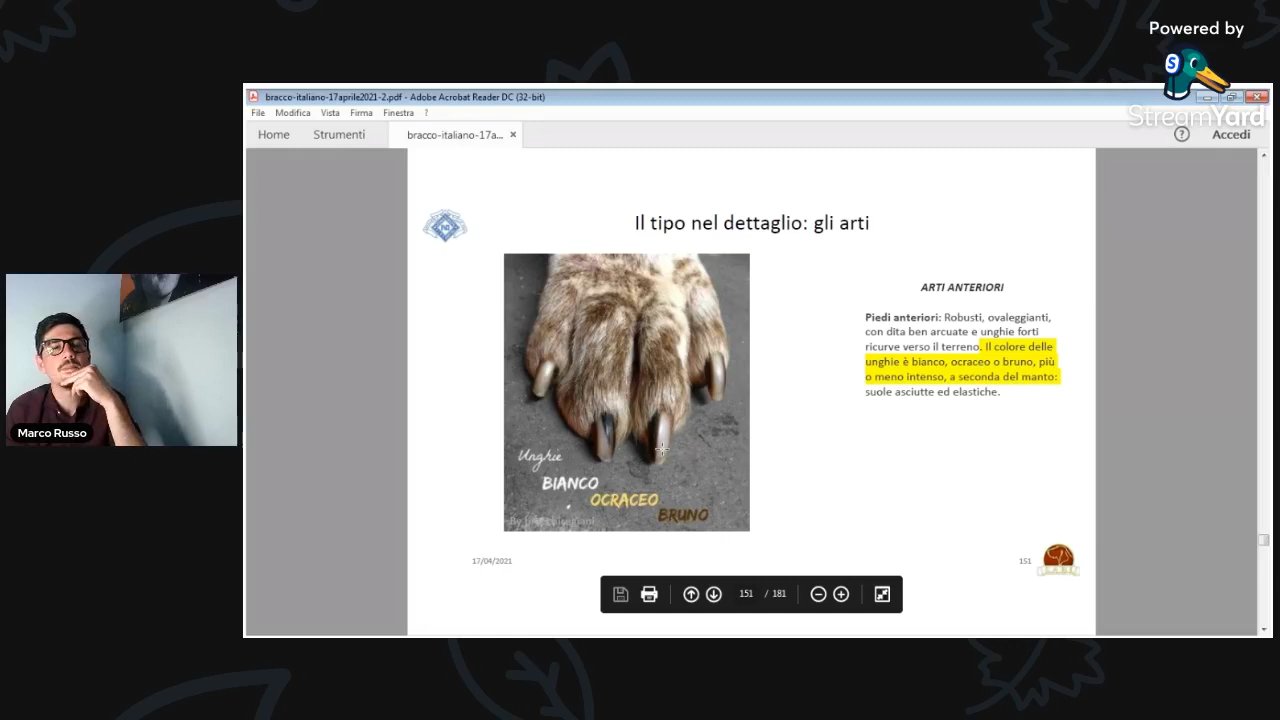 Powered by
StreamYard
bracco-italiano-17aprile2021-2.pdf - Adobe Acrobat Reader DC (32-bit)
File Modifica Vista Firma Finestra ?
Home Strumenti bracco-italiano-17a... × ? Accedi
Il tipo nel dettaglio: gli arti
ARTI ANTERIORI
Piedi anteriori: Robusti, ovaleggianti,
con dita ben arcuate e unghie forti
ricurve verso il terreno. Il colore delle
unghie è bianco, ocraceo o bruno, più
o meno intenso, a seconda del manto:
suole asciutte ed elastiche.
Unghie
BIANCO
OCRACEO
BRUNO
17/04/2021
151
151 / 181
Marco Russo